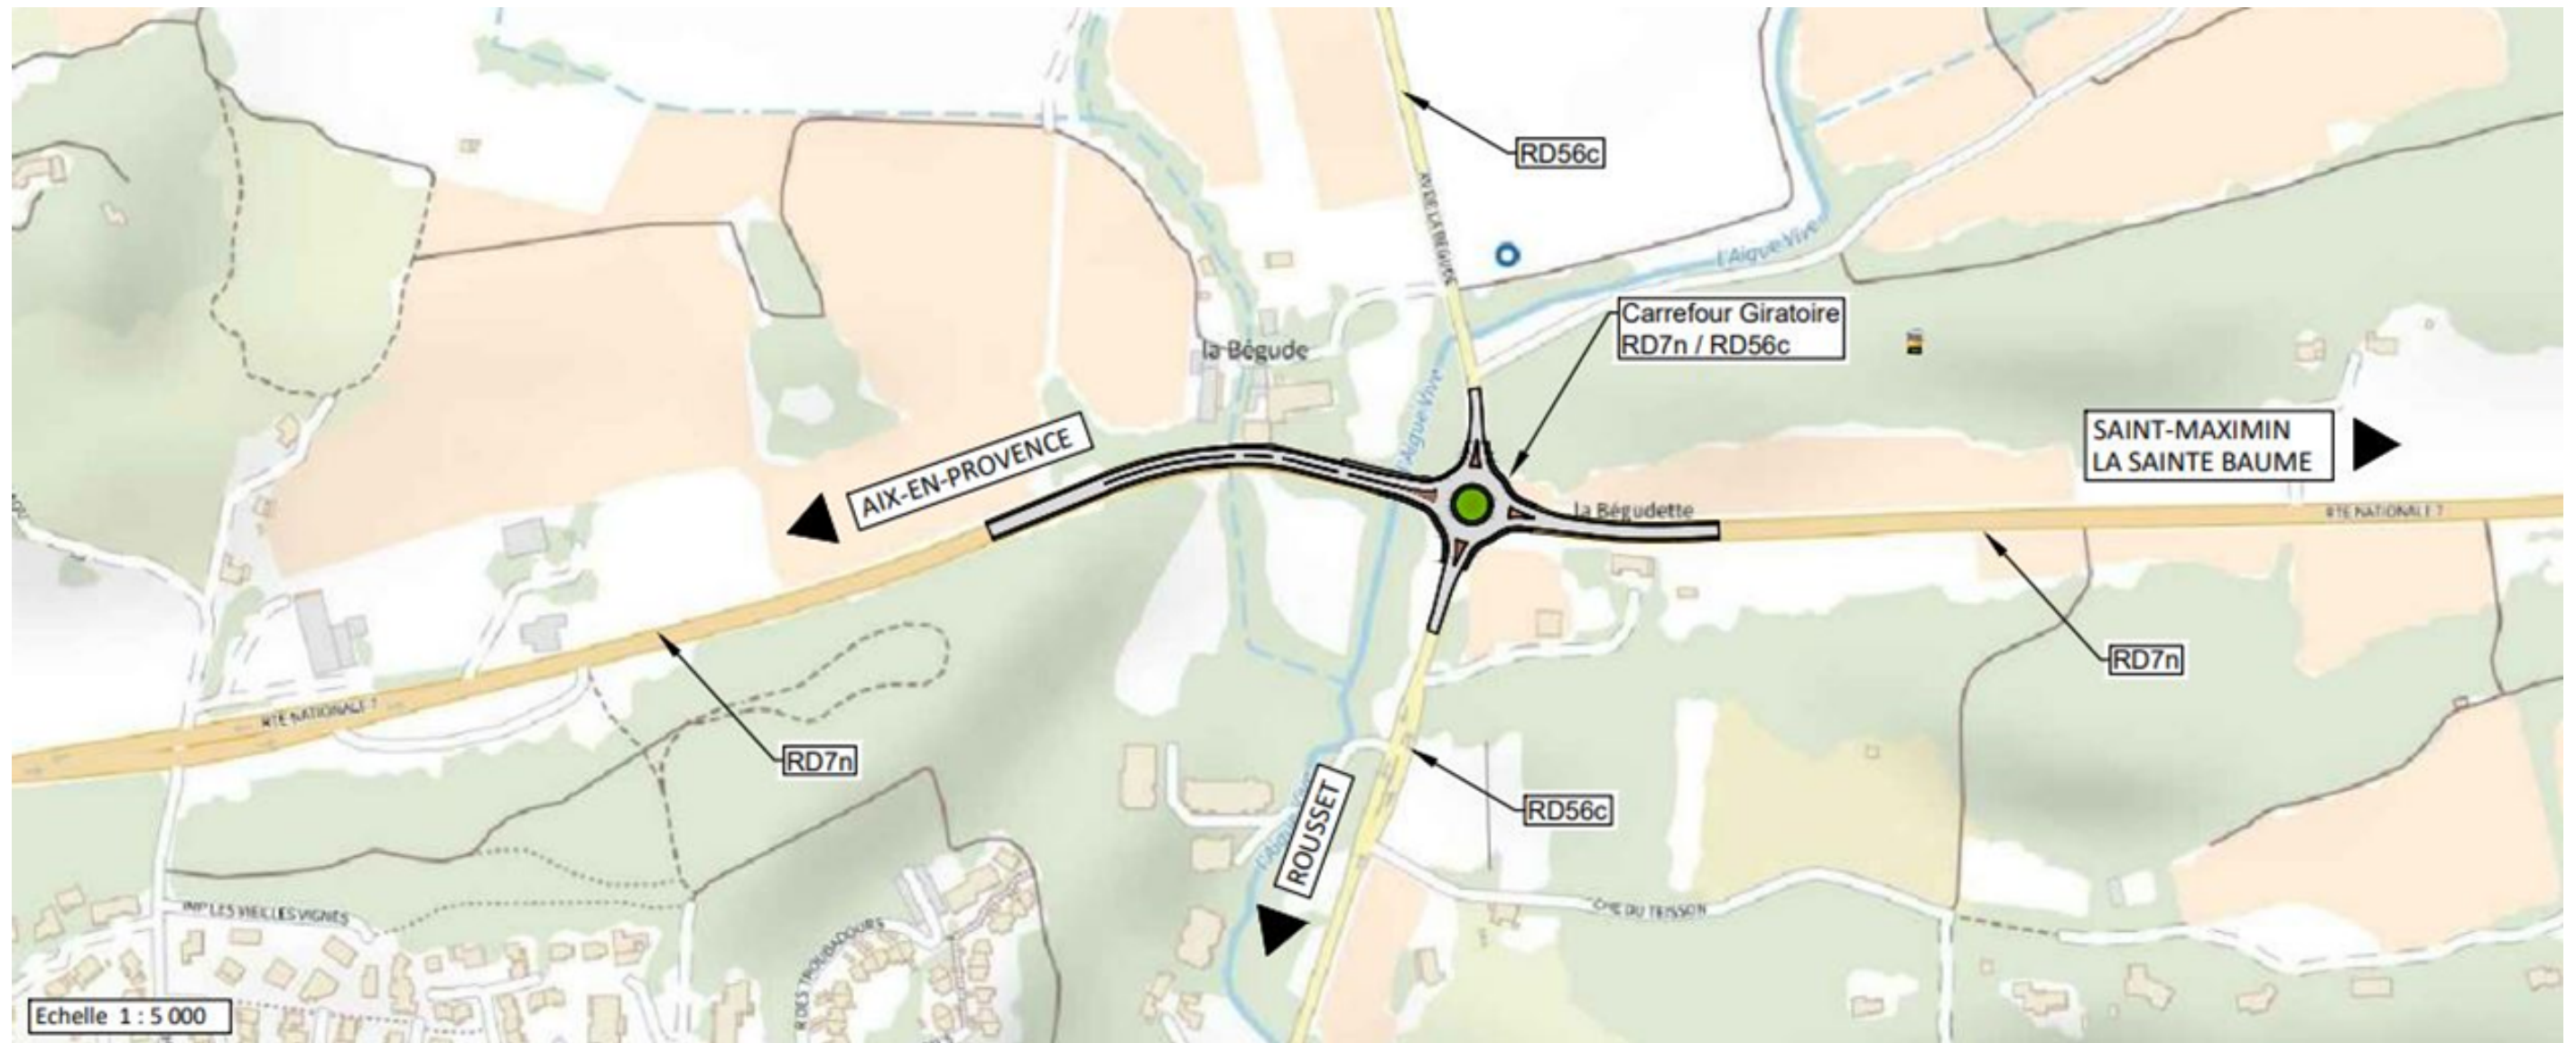 RD56c
AV DE LA BEGUDE
l'Aigue Vive
Carrefour Giratoire
RD7n / RD56c
la Bégude
l'Aigue Vive
AIX-EN-PROVENCE
SAINT-MAXIMIN
LA SAINTE BAUME
la Bégudette
RTE NATIONALE 7
RD7n
RTE NATIONALE 7
RD7n
RD56c
ROUSSET
l'Aigue Vive
IMP LES VIEILLES VIGNES
CHE DU TEISSON
R DES TROUBADOURS
Echelle 1 : 5 000